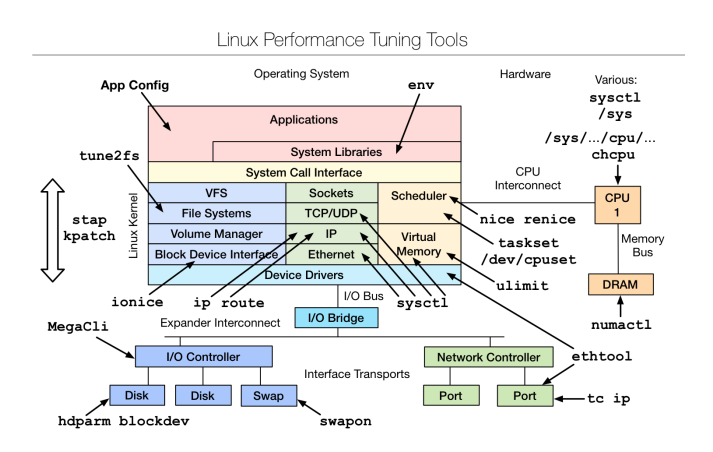 Linux Performance Tuning Tools
Operating System
Hardware
Various:
sysctl
/sys
App Config
env
Applications
/sys/…/cpu/…
chcpu
tune2fs
System Libraries
System Call Interface
CPU
Interconnect
VFS
Sockets
Scheduler
CPU
1
stap
kpatch
Linux Kernel
File Systems
TCP/UDP
nice renice
Volume Manager
IP
Virtual
Memory
taskset
/dev/cpuset
Memory
Bus
Block Device Interface
Ethernet
Device Drivers
ulimit
DRAM
ionice
ip route
I/O Bus
sysctl
I/O Bridge
numactl
MegaCli
Expander Interconnect
I/O Controller
Network Controller
ethtool
Interface Transports
Disk
Disk
Swap
Port
Port
tc ip
hdparm blockdev
swapon